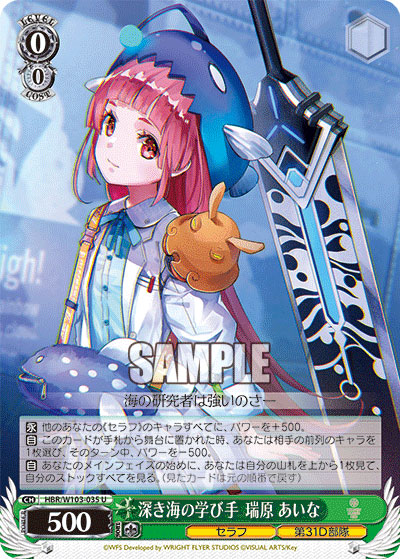 LEVEL
0
0
COST
igh!
SAMPLE
海の研究者は強いのさー
永 他のあなたの《セラフ》のキャラすべてに、パワーを+500。
自 このカードが手札から舞台に置かれた時、あなたは相手の前列のキャラを
1枚選び、そのターン中、パワーを-500。
自 あなたのメインフェイズの始めに、あなたは自分の山札を上から1枚見て、
自分のストックすべてを見る。(見たカードは元の順番で戻す)
CD HBR/W103-035 U
500
深き海の学び手 瑞原 あいな
セラフ
第31D部隊
©WFS Developed by WRIGHT FLYER STUDIOS ©VISUAL ARTS/Key